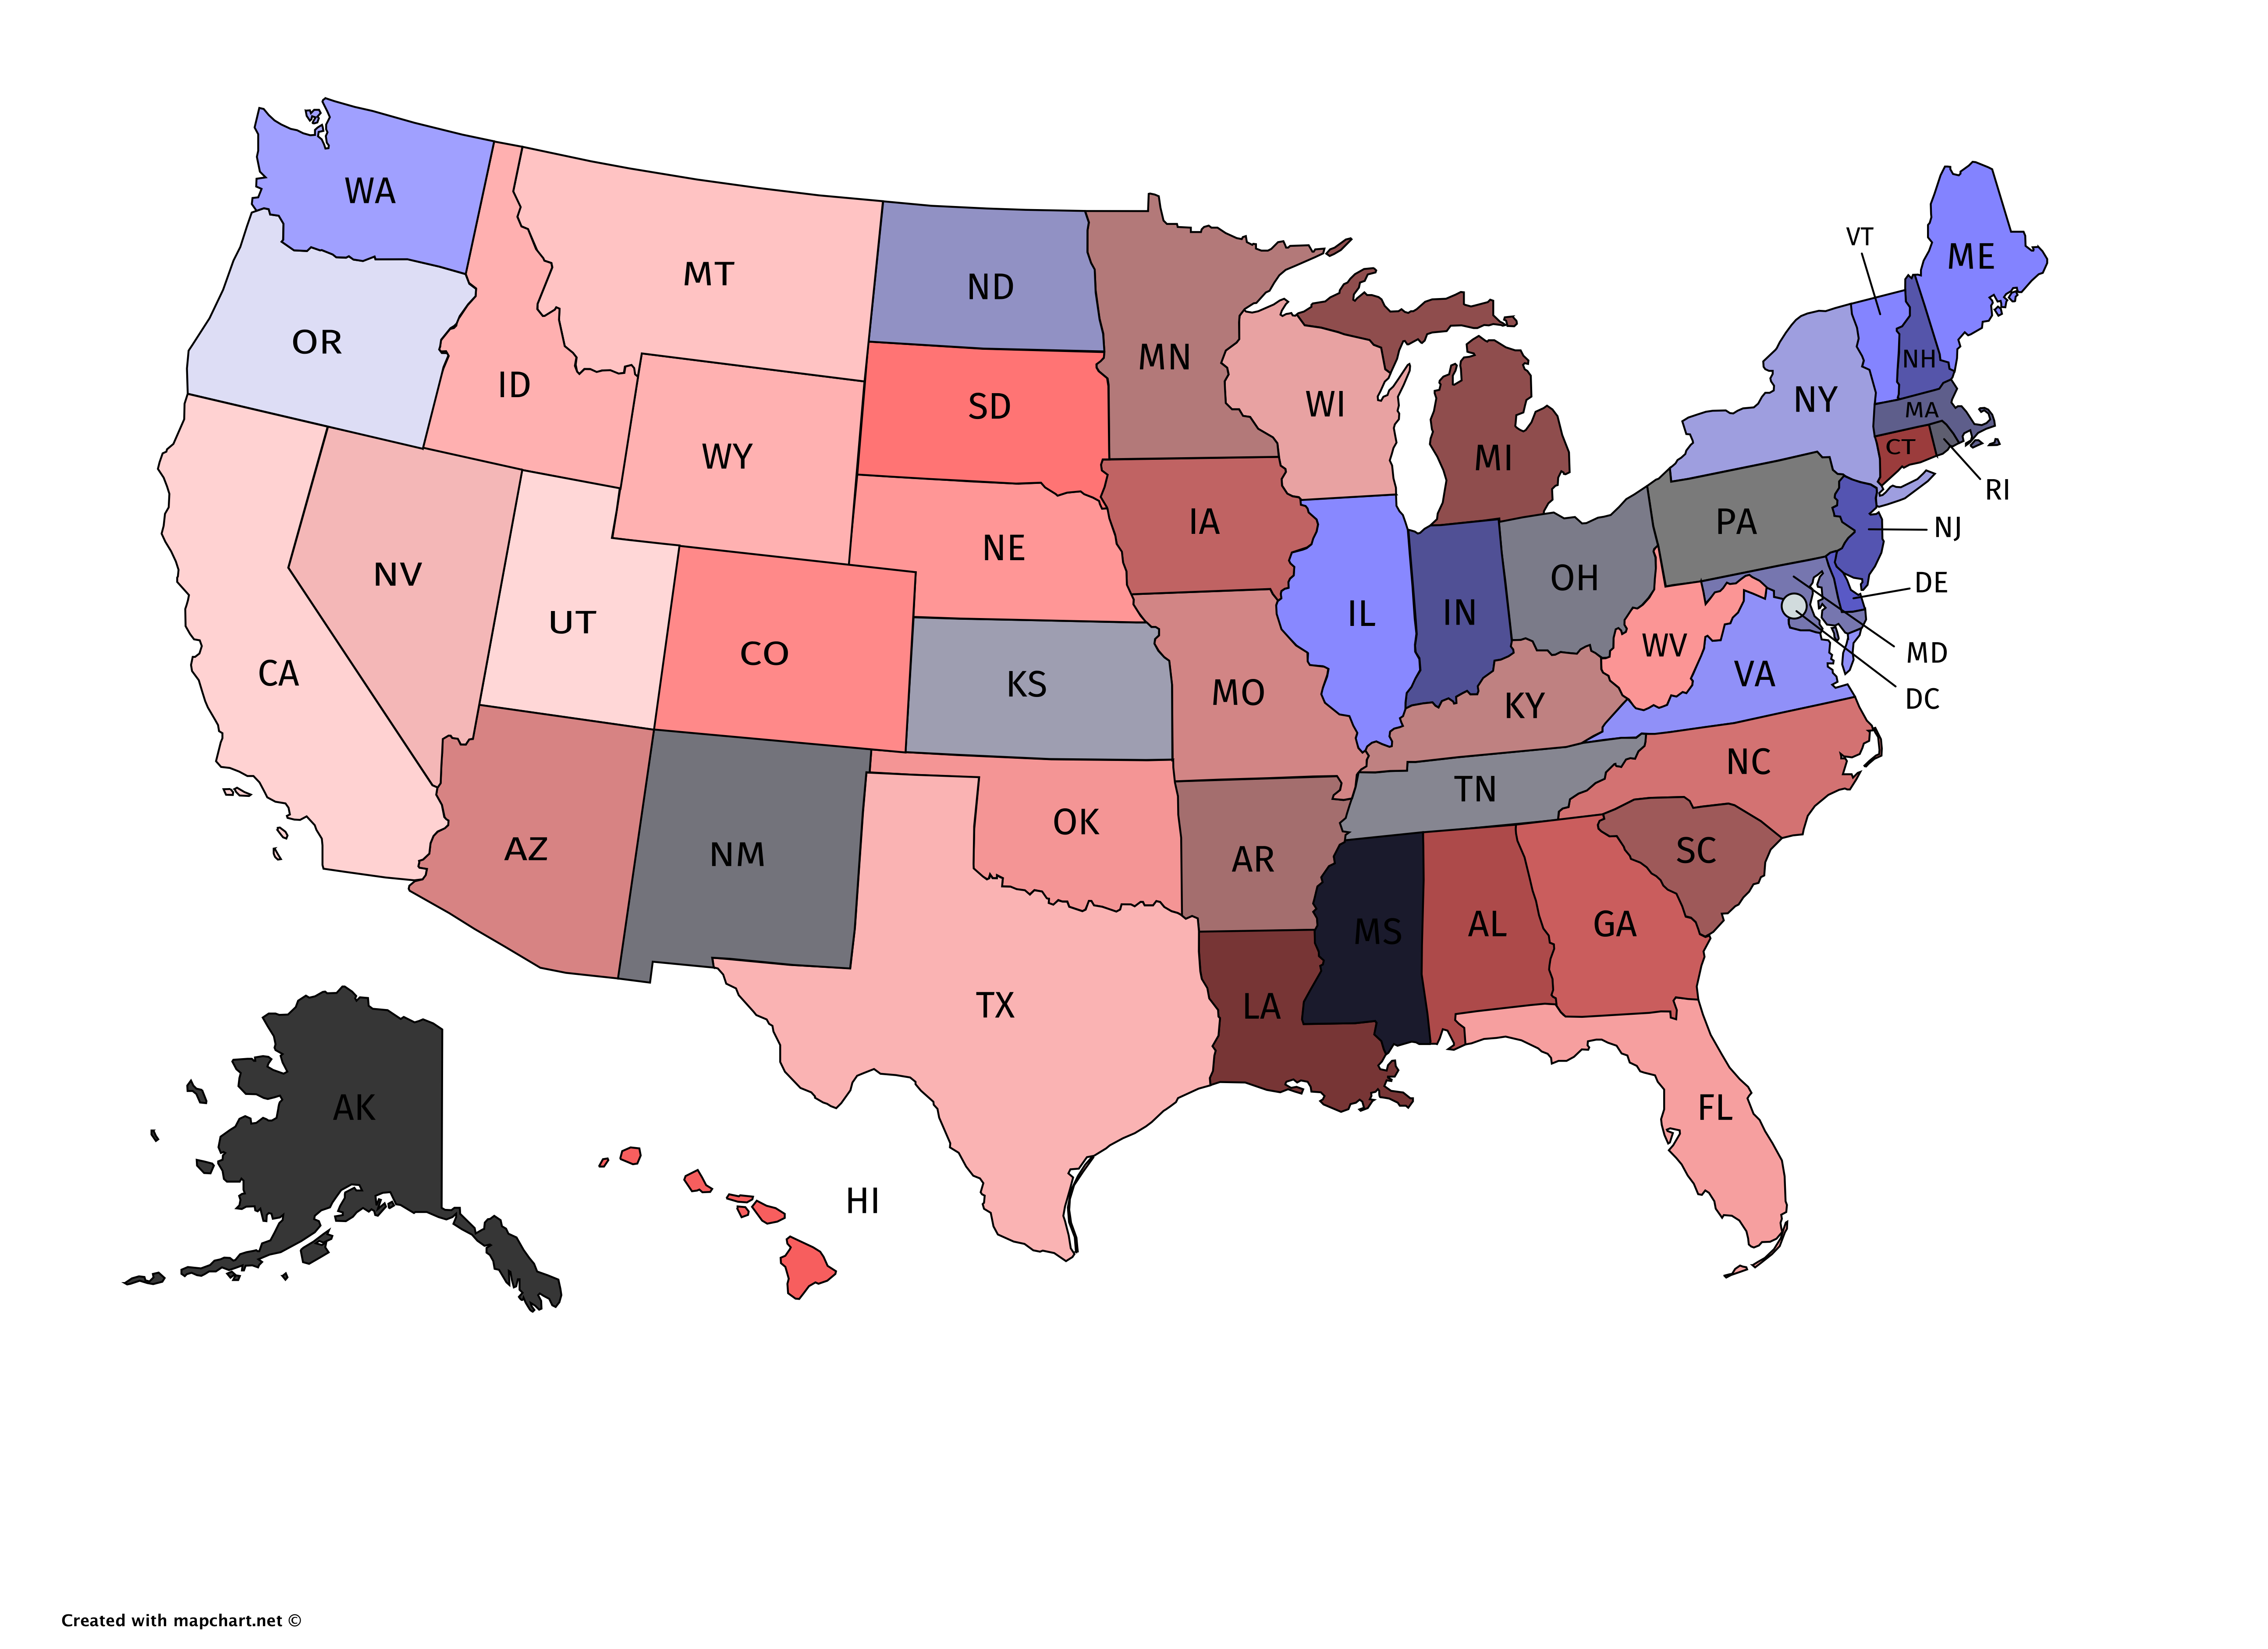 WA
VT
ME
MT
ND
OR
MN
NH
ID
WI
NY
SD
MA
CT
WY
MI
RI
IA
PA
NJ
NE
NV
OH
DE
UT
IL
IN
CO
WV
MD
CA
KS
MO
VA
DC
KY
NC
TN
OK
AZ
NM
AR
SC
MS
AL
GA
TX
LA
AK
FL
HI
Created with mapchart.net ©